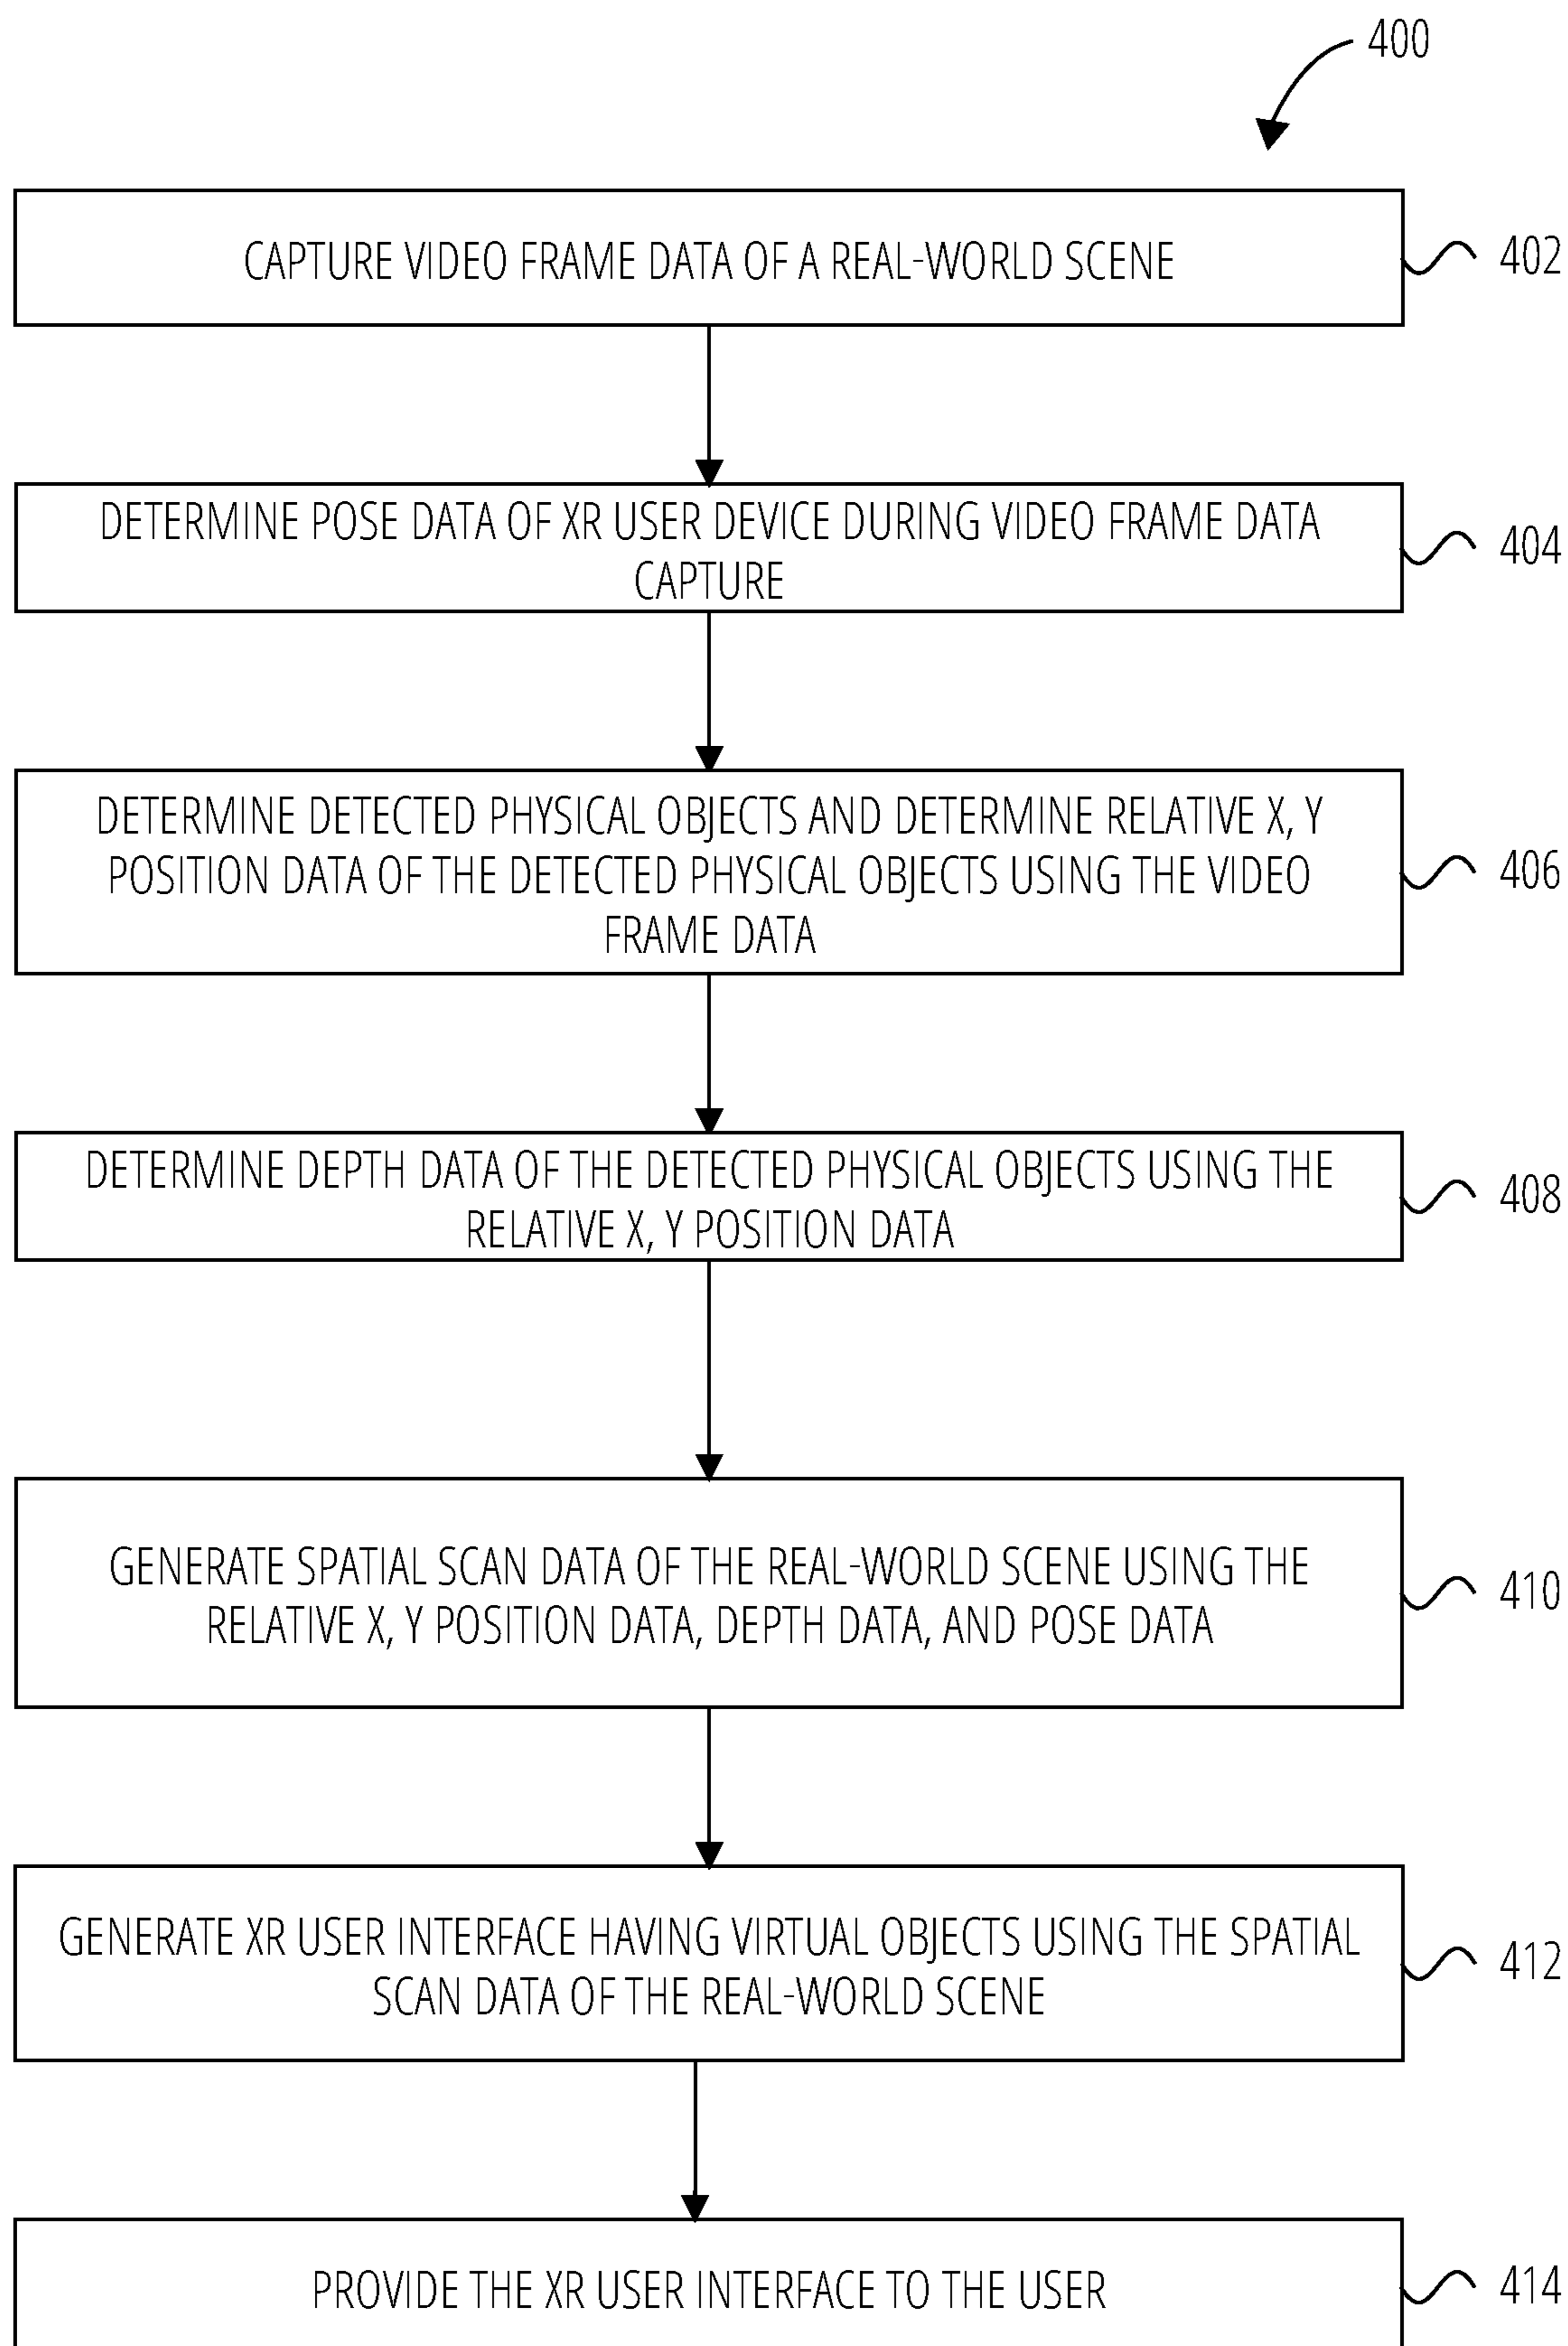 400
CAPTURE VIDEO FRAME DATA OF A REAL-WORLD SCENE
402
DETERMINE POSE DATA OF XR USER DEVICE DURING VIDEO FRAME DATA
CAPTURE
404
DETERMINE DETECTED PHYSICAL OBJECTS AND DETERMINE RELATIVE X, Y
POSITION DATA OF THE DETECTED PHYSICAL OBJECTS USING THE VIDEO
FRAME DATA
406
DETERMINE DEPTH DATA OF THE DETECTED PHYSICAL OBJECTS USING THE
RELATIVE X, Y POSITION DATA
408
GENERATE SPATIAL SCAN DATA OF THE REAL-WORLD SCENE USING THE
RELATIVE X, Y POSITION DATA, DEPTH DATA, AND POSE DATA
410
GENERATE XR USER INTERFACE HAVING VIRTUAL OBJECTS USING THE SPATIAL
SCAN DATA OF THE REAL-WORLD SCENE
412
PROVIDE THE XR USER INTERFACE TO THE USER
414